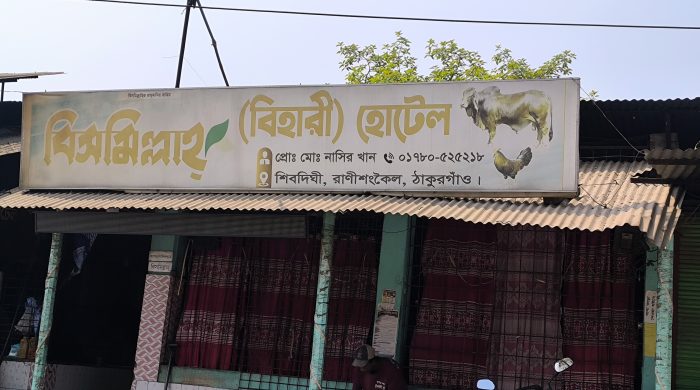 বিসমিল্লাহ্ (বিহারী) হোটেল
প্রোঃ মোঃ নাসির খান ০১৭৮০-৫২৫২১৮
শিবদিঘী, রাণীশংকৈল, ঠাকুরগাঁও।